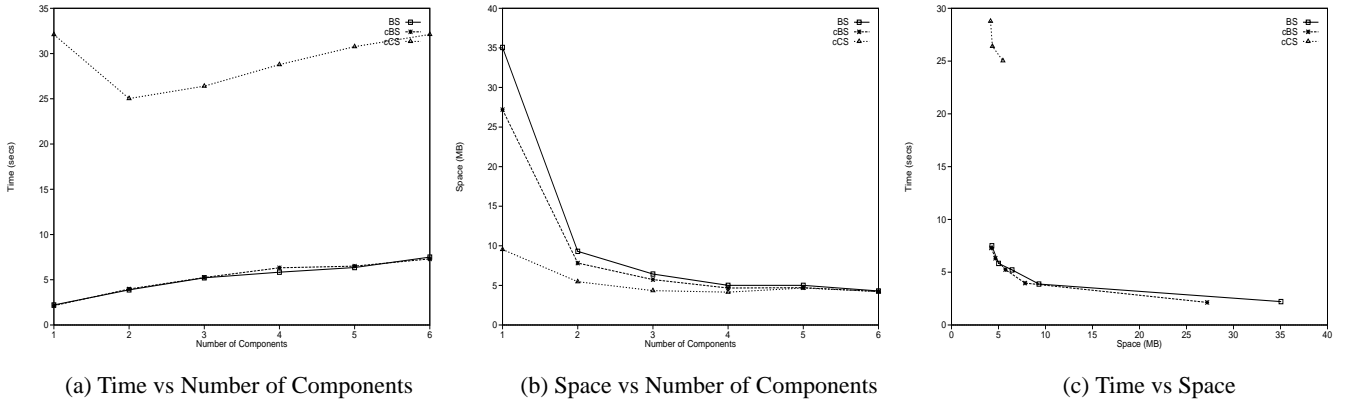 35
30
25
20
15
10
5
0
Time (secs)
1 2 3 4 5 6
Number of Components
BS
cBS
cCS
(a) Time vs Number of Components
40
35
30
25
20
15
10
5
0
Space (MB)
1 2 3 4 5 6
Number of Components
BS
cBS
cCS
(b) Space vs Number of Components
30
25
20
15
10
5
0
Time (secs)
0 5 10 15 20 25 30 35 40
Space (MB)
BS
cBS
cCS
(c) Time vs Space